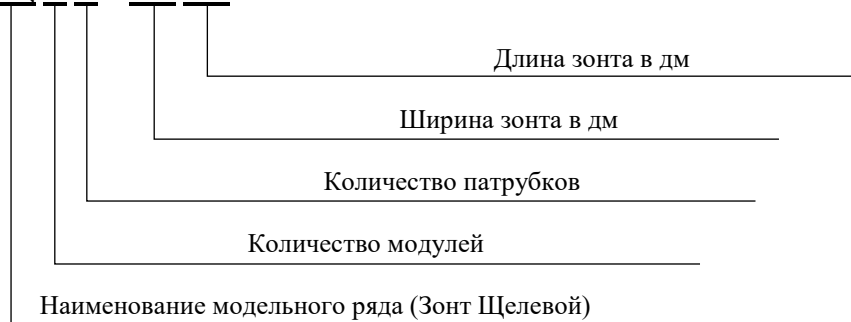 Длина зонта в дм
Ширина зонта в дм
Количество патрубков
Количество модулей
Наименование модельного ряда (Зонт Щелевой)